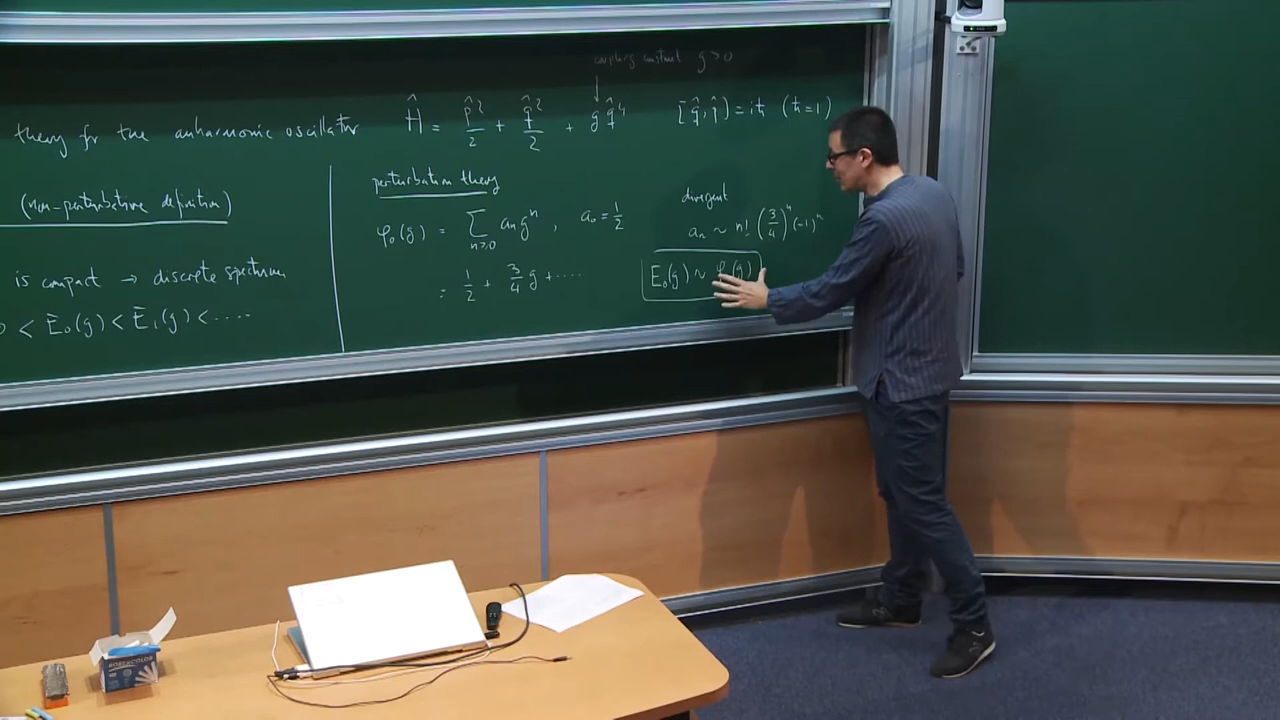 coupling constant g>0
theory for the anharmonic oscillator Ĥ = p̂²/2 + q̂²/2 + g q̂⁴ [q̂, p̂) = iħ (ħ=1)
(non-perturbative definition)
is compact → discrete spectrum
0 < E₀(g) < E₁(g) < ....
perturbation theory
φ₀(g) = ∑ n≥0 aₙ gⁿ , a₀ = 1/2
= 1/2 + 3/4 g + ....
divergent
aₙ ~ n! (3/4)ⁿ (-1)ⁿ
E₀(g) ~ φ (g)